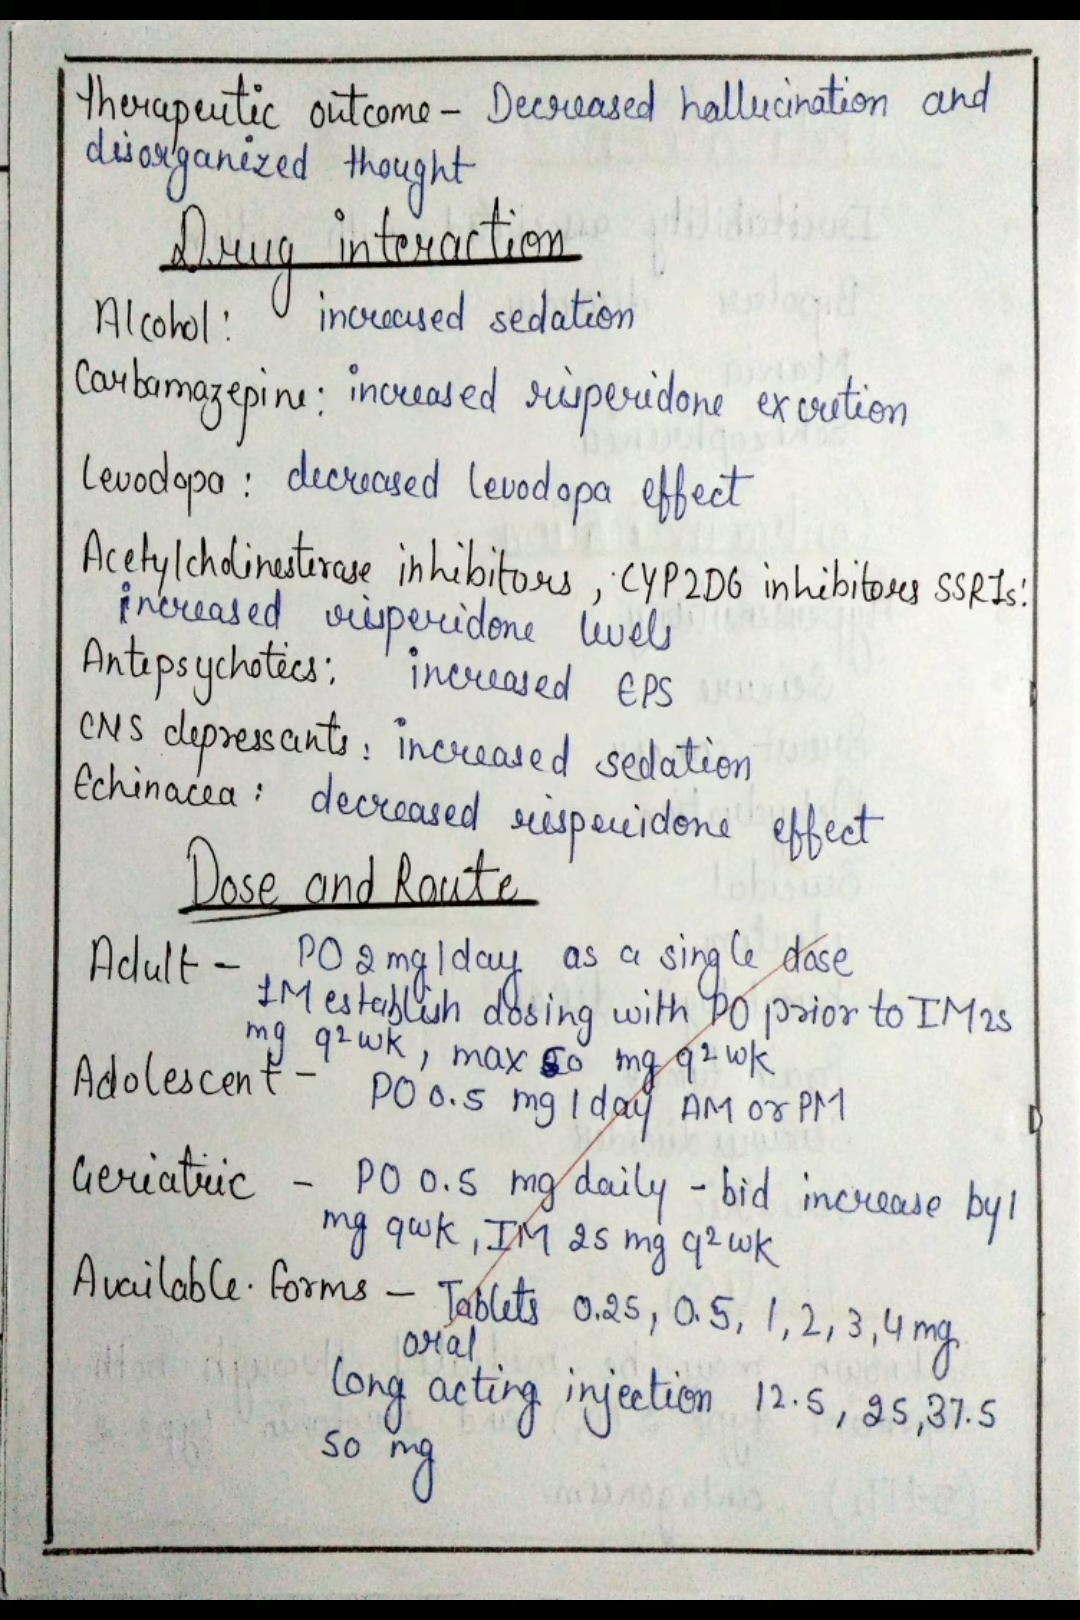 Therapeutic outcome - Decreased hallucination and
disorganized thought
Drug interaction
Alcohol: increased sedation
Carbamazepine: increased risperidone excretion
Levodopa: decreased levodopa effect
Acetylcholinesterase inhibitors, CYP2D6 inhibitors SSRIs:
increased risperidone levels
Antipsychotics: increased EPS
CNS depressants: increased sedation
Echinacea: decreased risperidone effect
Dose and Route
Adult - PO 2 mg/day as a single dose
IM establish dosing with PO prior to IM 25
mg q2wk, max 50 mg q2wk
Adolescent - PO 0.5 mg/day AM or PM
Geriatric - PO 0.5 mg daily - bid increase by 1
mg qwk, IM 25 mg q2wk
Available forms - Tablets 0.25, 0.5, 1, 2, 3, 4 mg
oral
long acting injection 12.5, 25, 37.5
50 mg